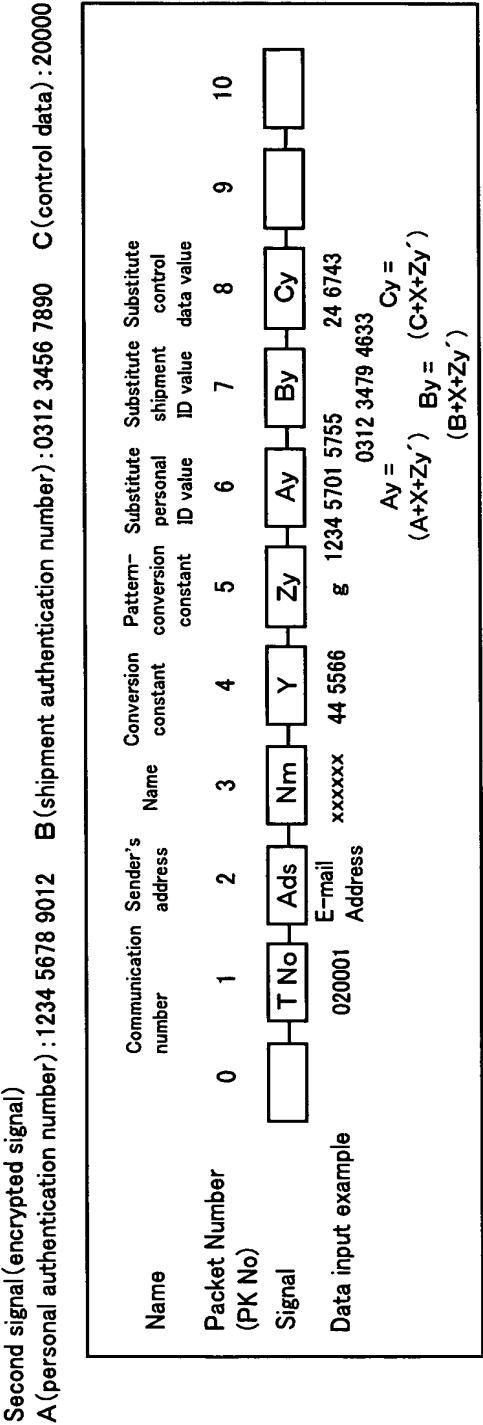 Second signal(encrypted signal)
A(personal authentication number):1234 5678 9012 B(shipment authentication number):0312 3456 7890 C(control data):20000
Name
Communication number
Sender's address
Name
Conversion constant
Pattern-conversion constant
Substitute personal ID value
Substitute shipment ID value
Substitute control data value
Packet Number (PK No)
0 1 2 3 4 5 6 7 8 9 10
Signal
T No Ads Nm Y Zy Ay By Cy
Data input example
020001
E-mail Address
xxxxxx
44 5566
g
1234 5701 5755
0312 3479 4633
24 6743
Ay = (A+X+Zy´)
By = (B+X+Zy´)
Cy = (C+X+Zy´)